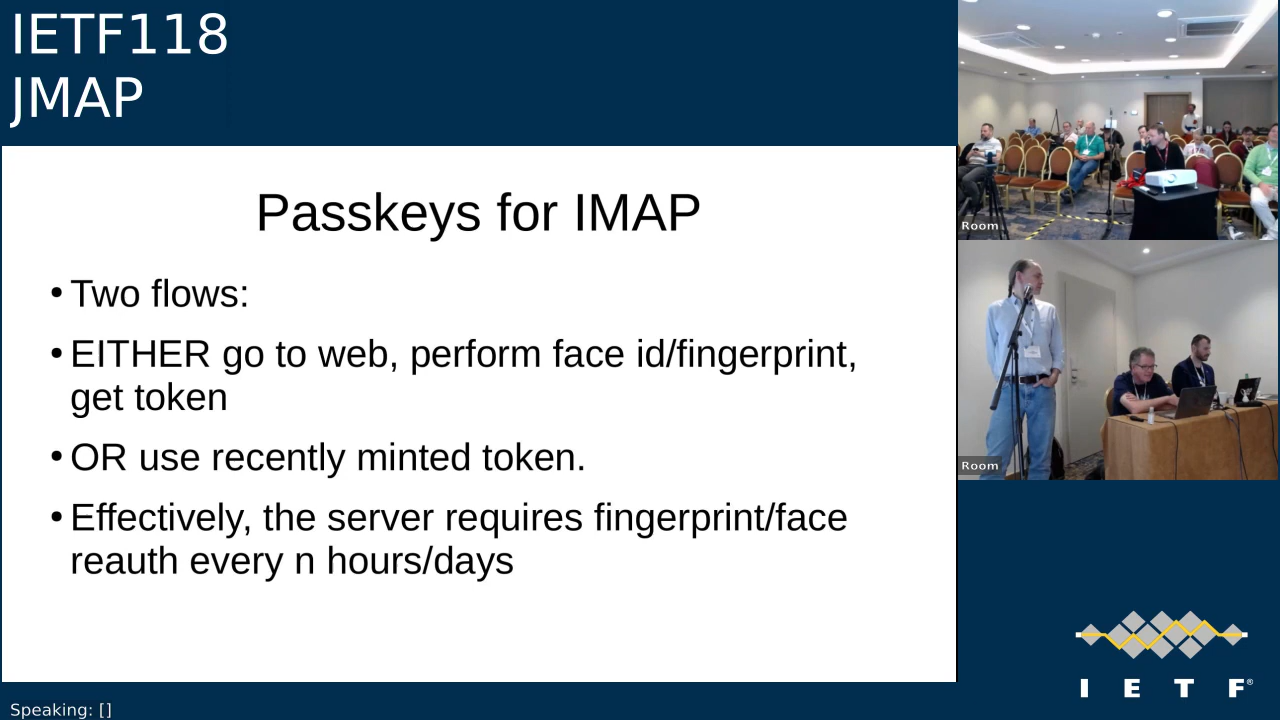 IETF118
JMAP
Passkeys for IMAP
• Two flows:
• EITHER go to web, perform face id/fingerprint,
get token
• OR use recently minted token.
• Effectively, the server requires fingerprint/face
reauth every n hours/days
Room
Room
I E T F®
Speaking: []